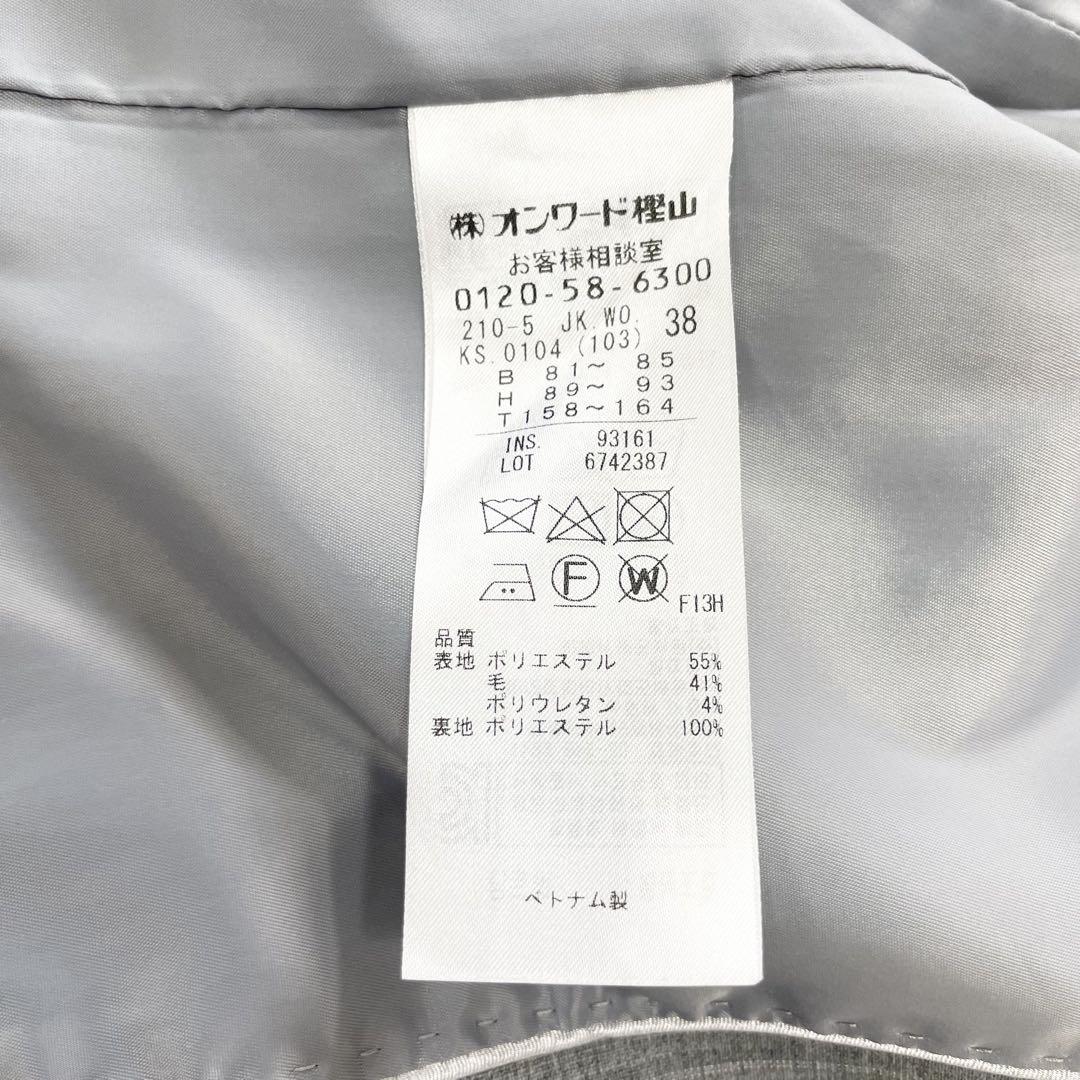 ㈱オンワード樫山
お客様相談室
0120-58-6300
210-5 JK.WO. 38
KS.0104 (103)
B 81~ 85
H 89~ 93
T158~164
INS. 93161
LOT 6742387
F
W
F13H
品質
表地 ポリエステル 55%
毛 41%
ポリウレタン 4%
裏地 ポリエステル 100%
ベトナム製